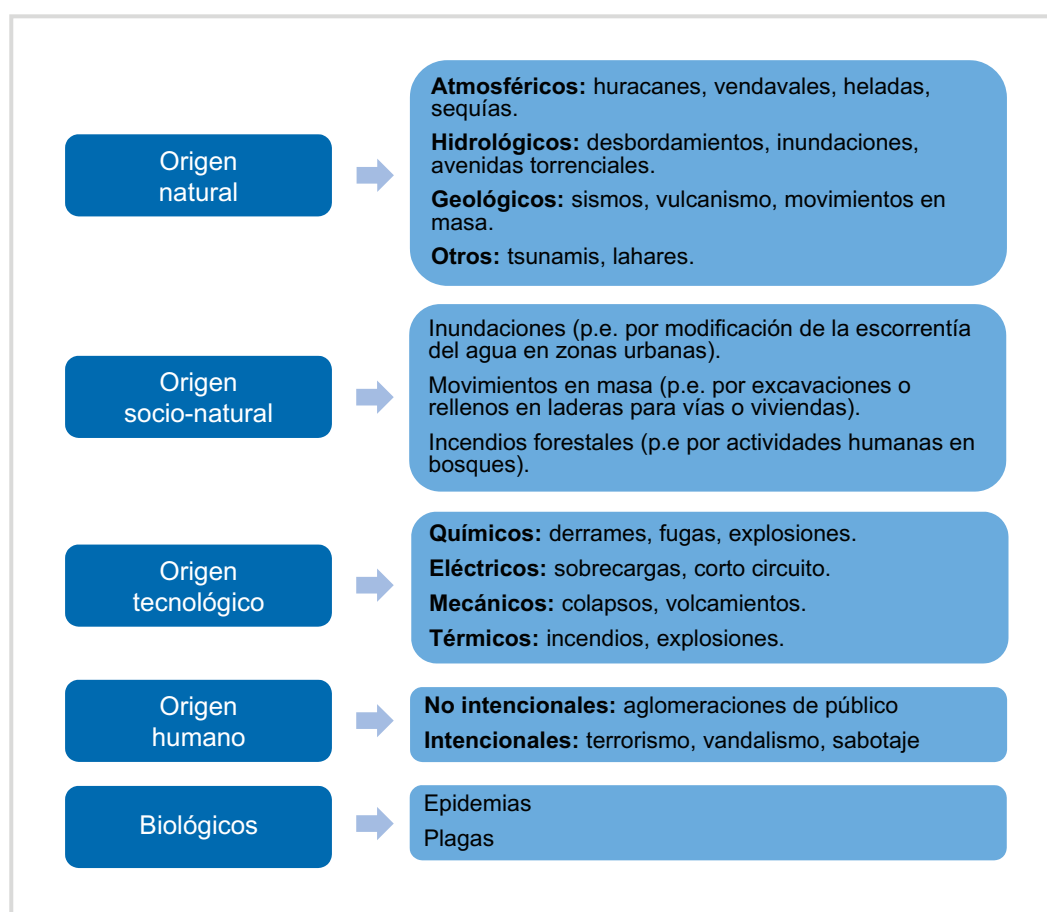 Origen
natural
Atmosféricos: huracanes, vendavales, heladas,
sequías.
Hidrológicos: desbordamientos, inundaciones,
avenidas torrenciales.
Geológicos: sismos, vulcanismo, movimientos en
masa.
Otros: tsunamis, lahares.
Origen
socio-natural
Inundaciones (p.e. por modificación de la escorrentía
del agua en zonas urbanas).
Movimientos en masa (p.e. por excavaciones o
rellenos en laderas para vías o viviendas).
Incendios forestales (p.e por actividades humanas en
bosques).
Origen
tecnológico
Químicos: derrames, fugas, explosiones.
Eléctricos: sobrecargas, corto circuito.
Mecánicos: colapsos, volcamientos.
Térmicos: incendios, explosiones.
Origen
humano
No intencionales: aglomeraciones de público
Intencionales: terrorismo, vandalismo, sabotaje
Biológicos
Epidemias
Plagas